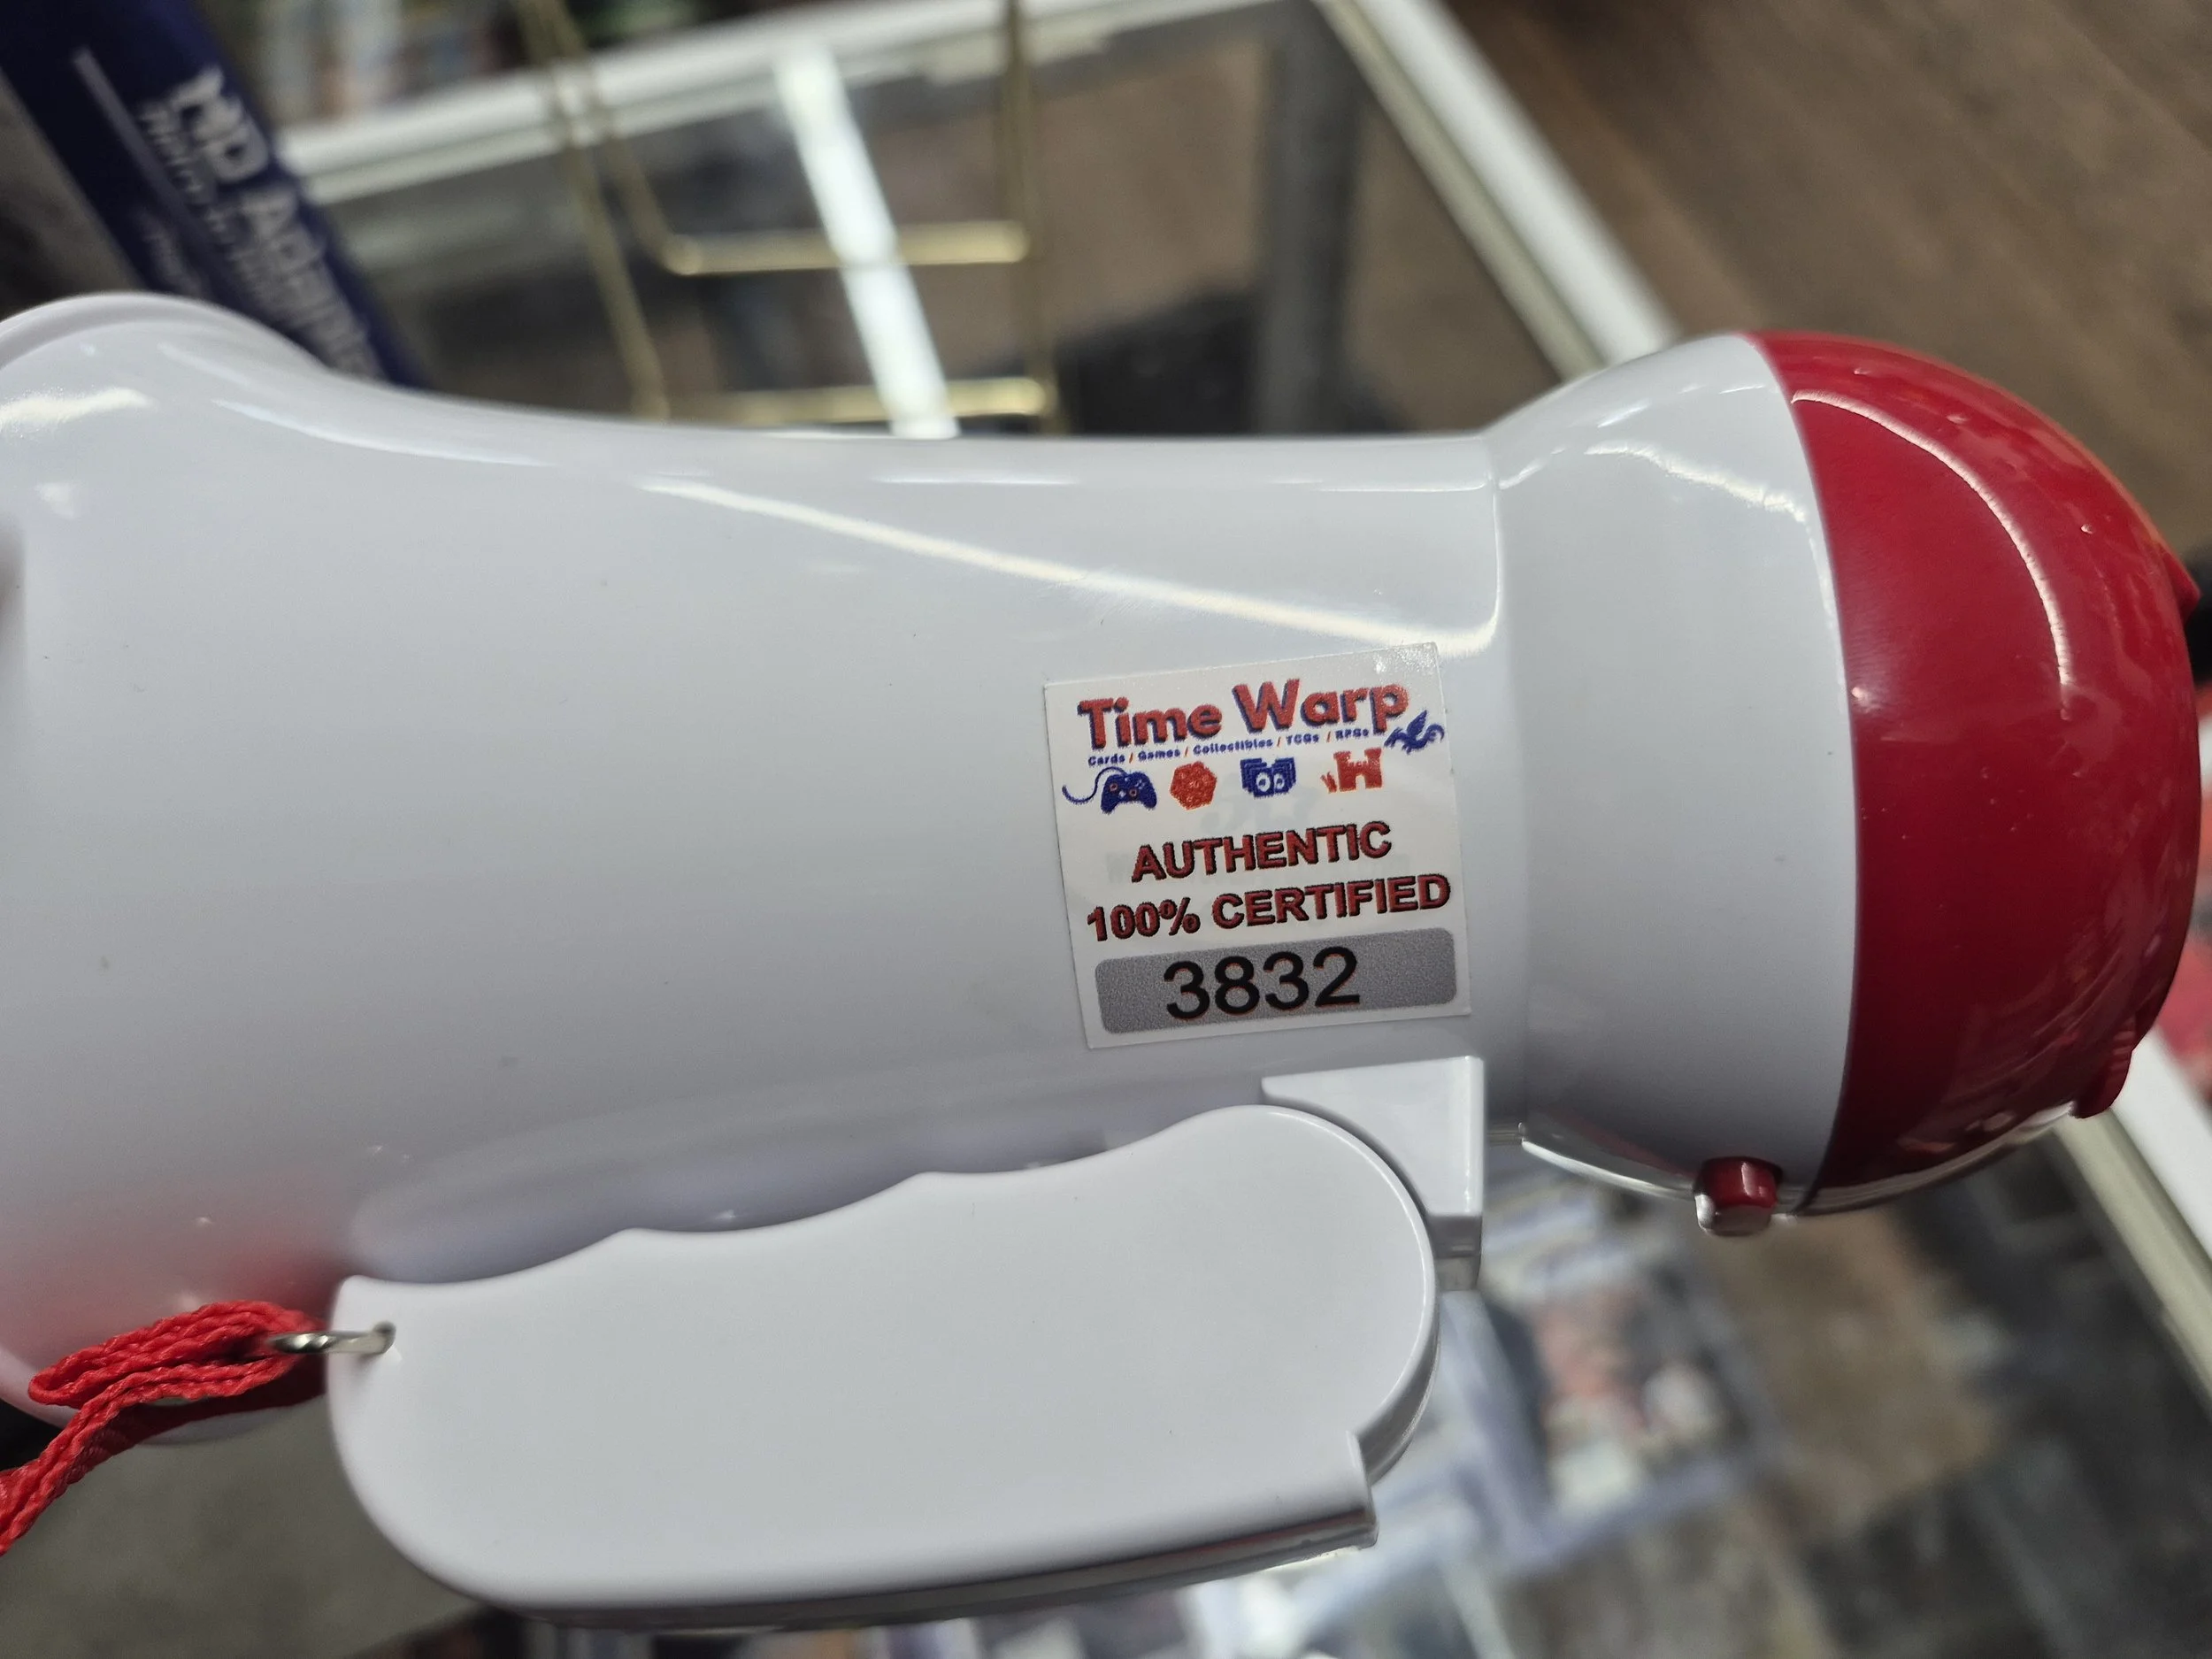 Time Warp
Cards / Games / Collectibles / TCGs / RPGs
AUTHENTIC
100% CERTIFIED
3832